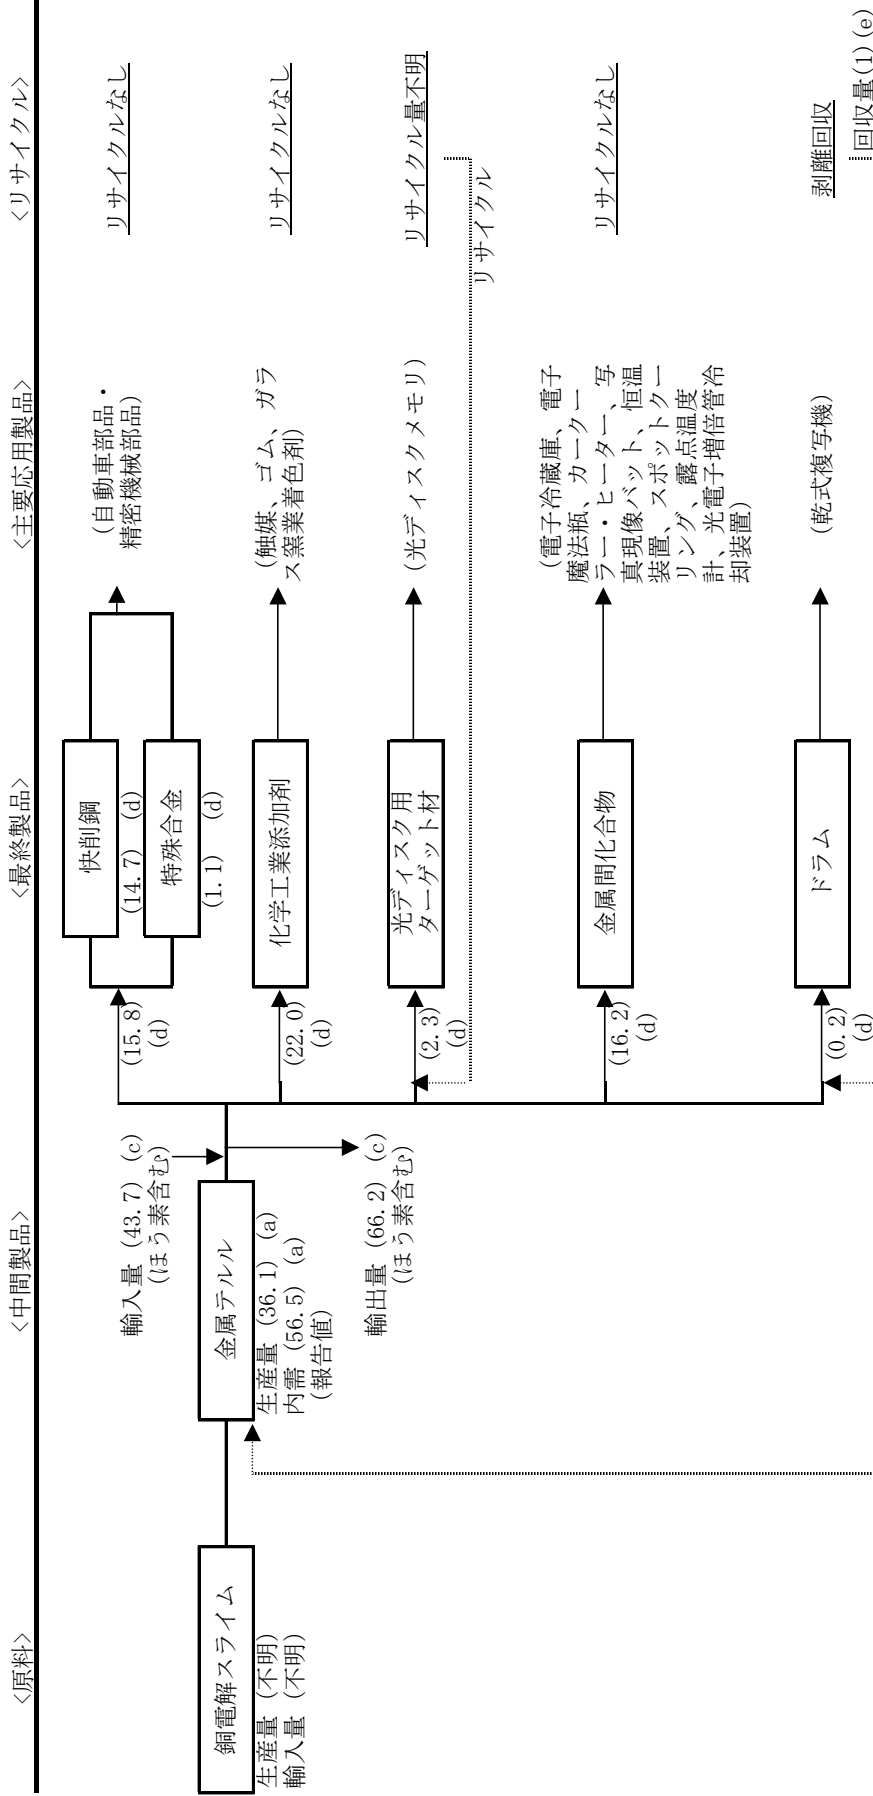 <原料>
<中間製品>
<最終製品>
<主要応用製品>
<リサイクル>
銅電解スライム
生産量 (不明)
輸入量 (不明)
金属テルル
生産量 (36.1) (a)
内需 (56.5) (a)
(報告値)
輸入量 (43.7) (c)
(ほう素含む)
輸出量 (66.2) (c)
(ほう素含む)
(15.8)
(d)
快削鋼
(14.7) (d)
特殊合金
(1.1) (d)
(自動車部品・
精密機械部品)
リサイクルなし
(22.0)
(d)
化学工業添加剤
(触媒、ゴム、ガラ
ス窯業着色剤)
リサイクルなし
(2.3)
(d)
光ディスク用
ターゲット材
(光ディスクメモリ)
リサイクル量不明
リサイクル
(16.2)
(d)
金属間化合物
(電子冷蔵庫、電子
魔法瓶、カークー
ラー・ヒーター、写
真現像バット、恒温
装置、スポットクー
リング、露点温度
計、光電子増倍管冷
却装置)
リサイクルなし
(0.2)
(d)
ドラム
(乾式複写機)
剥離回収
回収量(1)(e)